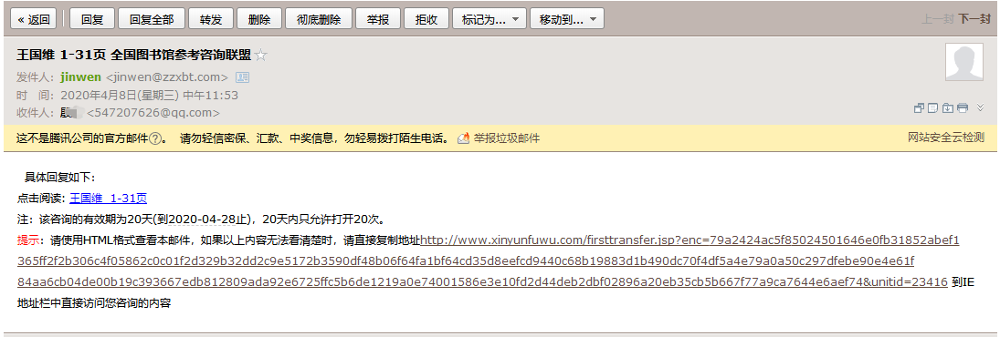 « 返回 回复 回复全部 转发 删除 彻底删除 举报 拒收 标记为... 移动到... 上一封 下一封
王国维 1-31页 全国图书馆参考咨询联盟
发件人：jinwen <jinwen@zzxbt.com>
时 间：2020年4月8日(星期三) 中午11:53
收件人：殷 <547207626@qq.com>
这不是腾讯公司的官方邮件?。 请勿轻信密保、汇款、中奖信息，勿轻易拨打陌生电话。 举报垃圾邮件 网站安全云检测
具体回复如下：
点击阅读: 王国维 1-31页
注：该咨询的有效期为20天(到2020-04-28止)，20天内只允许打开20次。
提示：请使用HTML格式查看本邮件，如果以上内容无法看清楚时，请直接复制地址http://www.xinyunfuwu.com/firsttransfer.jsp?enc=79a2424ac5f85024501646e0fb31852abef1
365ff2f2b306c4f05862c0c01f2d329b32dd2c9e5172b3590df48b06f64fa1bf64cd35d8eefcd9440c68b19883d1b490dc70f4df5a4e79a0a50c297dfebe90e4e61f
84aa6cb04de00b19c393667edb812809ada92e6725ffc5b6de1219a0e74001586e3e10fd2d44deb2dbf02896a20eb35cb5b667f77a9ca7644e6aef74&unitid=23416 到IE
地址栏中直接访问您咨询的内容